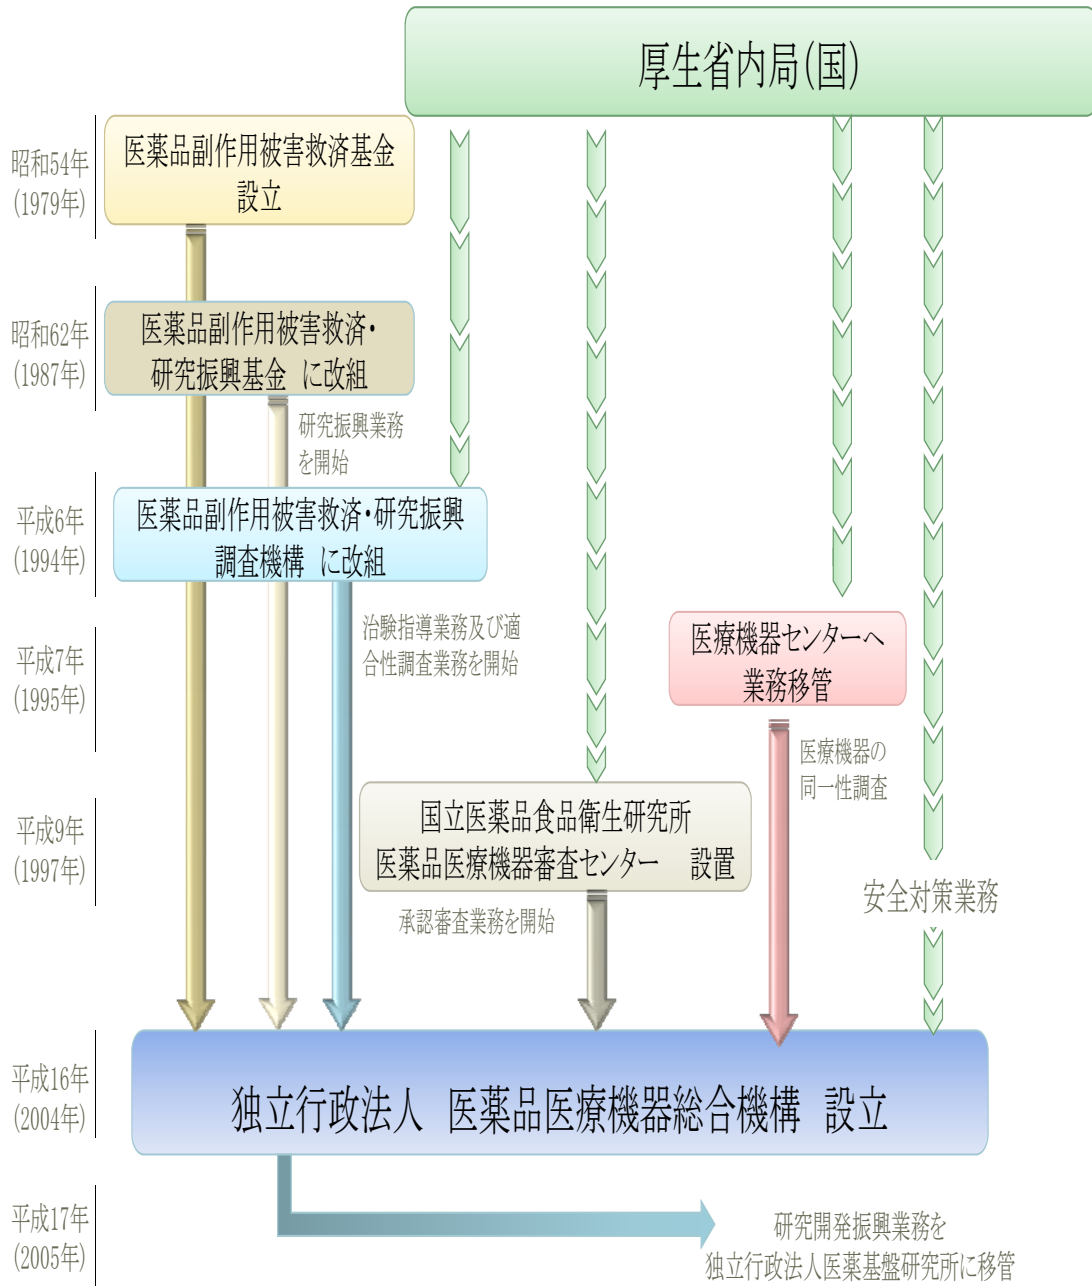 厚生省内局(国)
昭和54年
(1979年)
医薬品副作用被害救済基金
設立
昭和62年
(1987年)
医薬品副作用被害救済・
研究振興基金 に改組
研究振興業務
を開始
平成6年
(1994年)
医薬品副作用被害救済・研究振興
調査機構 に改組
治験指導業務及び適
合性調査業務を開始
平成7年
(1995年)
医療機器センターへ
業務移管
医療機器の
同一性調査
平成9年
(1997年)
国立医薬品食品衛生研究所
医薬品医療機器審査センター 設置
承認審査業務を開始
安全対策業務
平成16年
(2004年)
独立行政法人 医薬品医療機器総合機構 設立
平成17年
(2005年)
研究開発振興業務を
独立行政法人医薬基盤研究所に移管